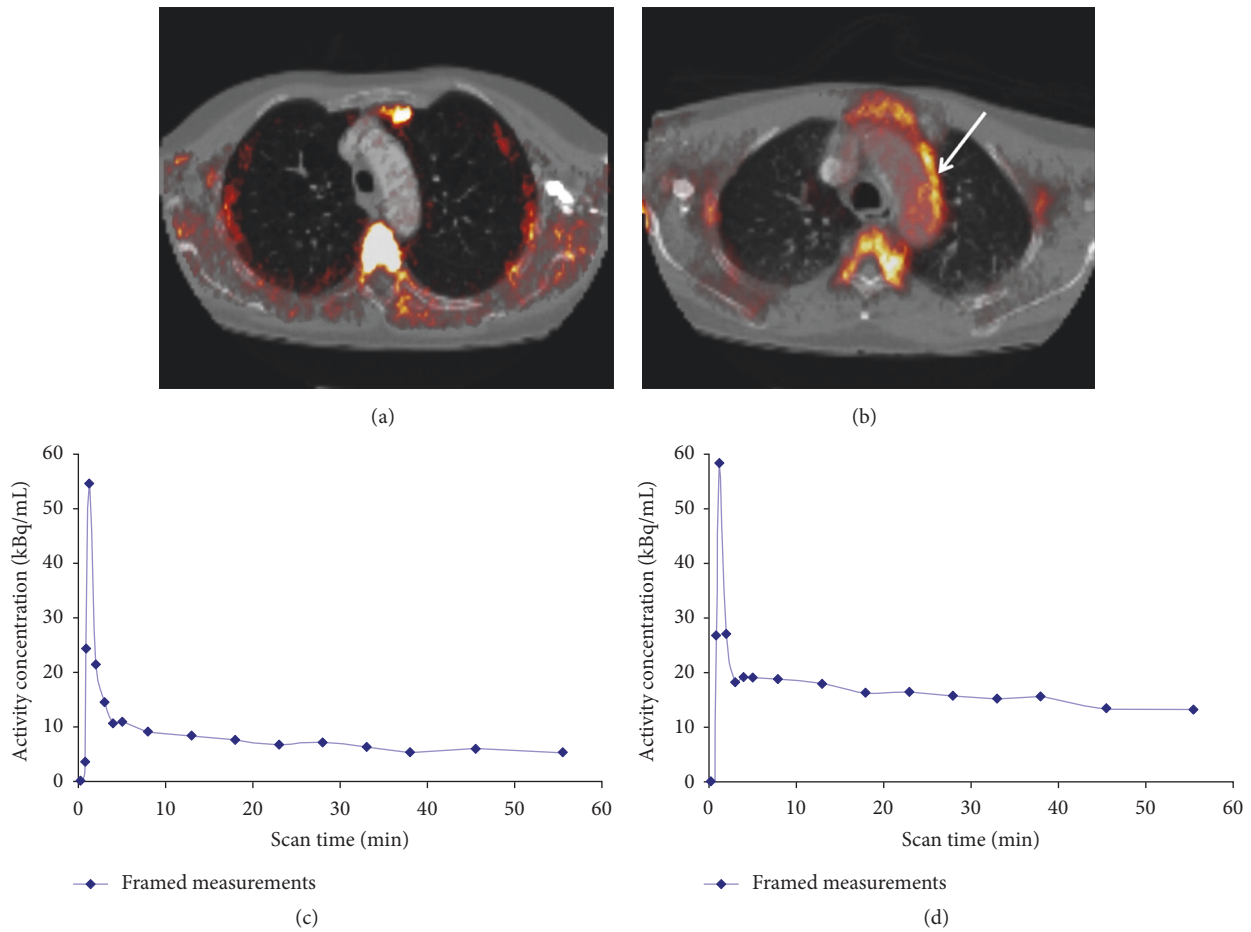 (a)
(b)
60
50
40
30
20
10
0
Activity concentration (kBq/mL)
0 10 20 30 40 50 60
Scan time (min)
Framed measurements
(c)
60
50
40
30
20
10
0
Activity concentration (kBq/mL)
0 10 20 30 40 50 60
Scan time (min)
Framed measurements
(d)